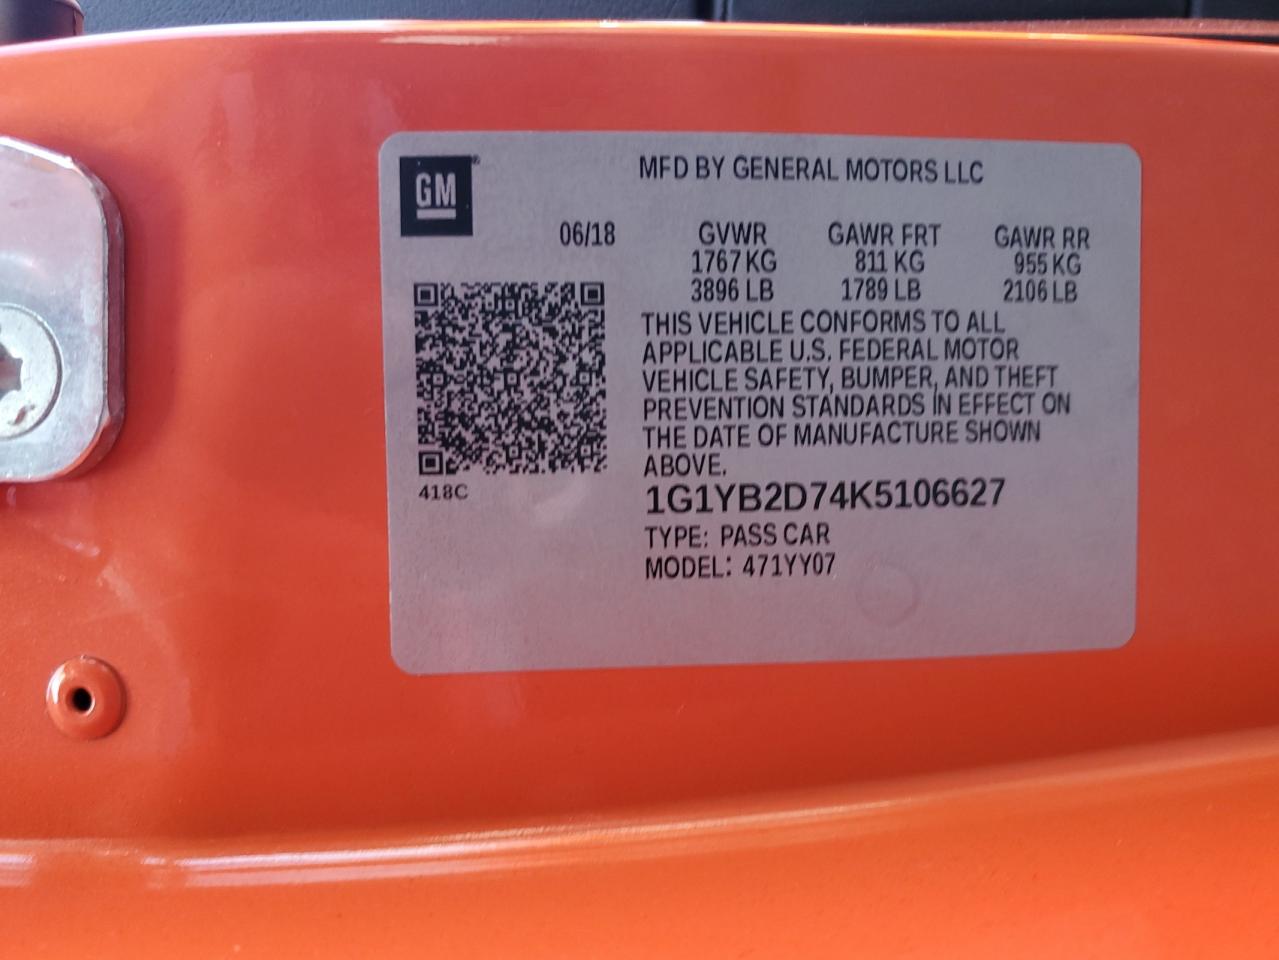 GM®
MFD BY GENERAL MOTORS LLC
06/18 GVWR GAWR FRT GAWR RR
1767 KG 811 KG 955 KG
3896 LB 1789 LB 2106 LB
THIS VEHICLE CONFORMS TO ALL
APPLICABLE U.S. FEDERAL MOTOR
VEHICLE SAFETY, BUMPER, AND THEFT
PREVENTION STANDARDS IN EFFECT ON
THE DATE OF MANUFACTURE SHOWN
ABOVE.
418C
1G1YB2D74K5106627
TYPE: PASS CAR
MODEL: 471YY07